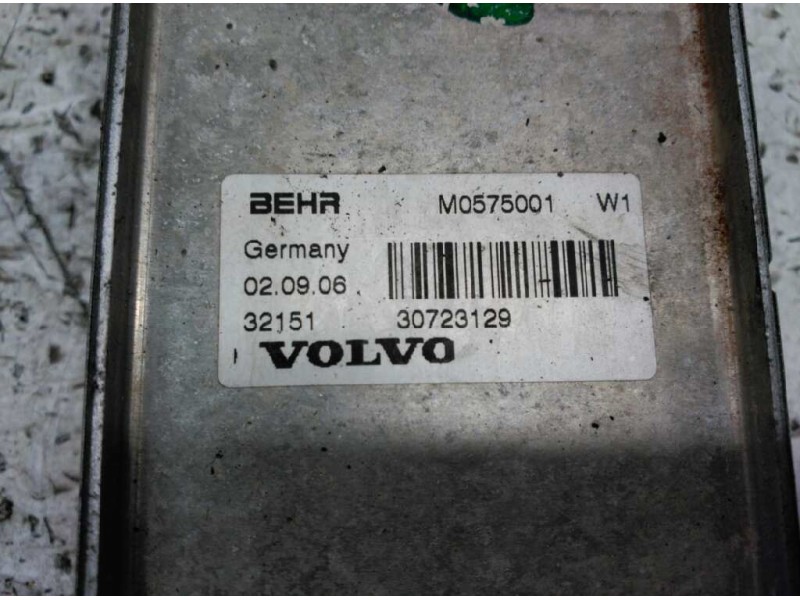 BEHR M0575001 W1
Germany
02.09.06
32151 30723129
VOLVO